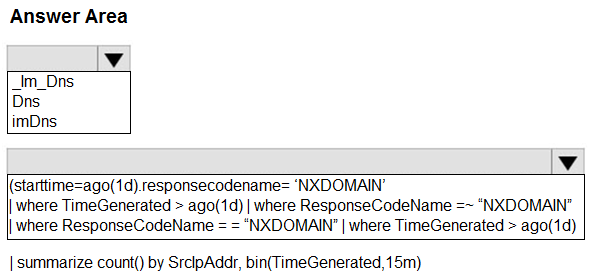 Answer Area
_Im_Dns
Dns
imDns
(starttime=ago(1d).responsecodename= ‘NXDOMAIN’
| where TimeGenerated > ago(1d) | where ResponseCodeName =~ “NXDOMAIN”
| where ResponseCodeName = = “NXDOMAIN” | where TimeGenerated > ago(1d)
| summarize count() by SrcIpAddr, bin(TimeGenerated,15m)